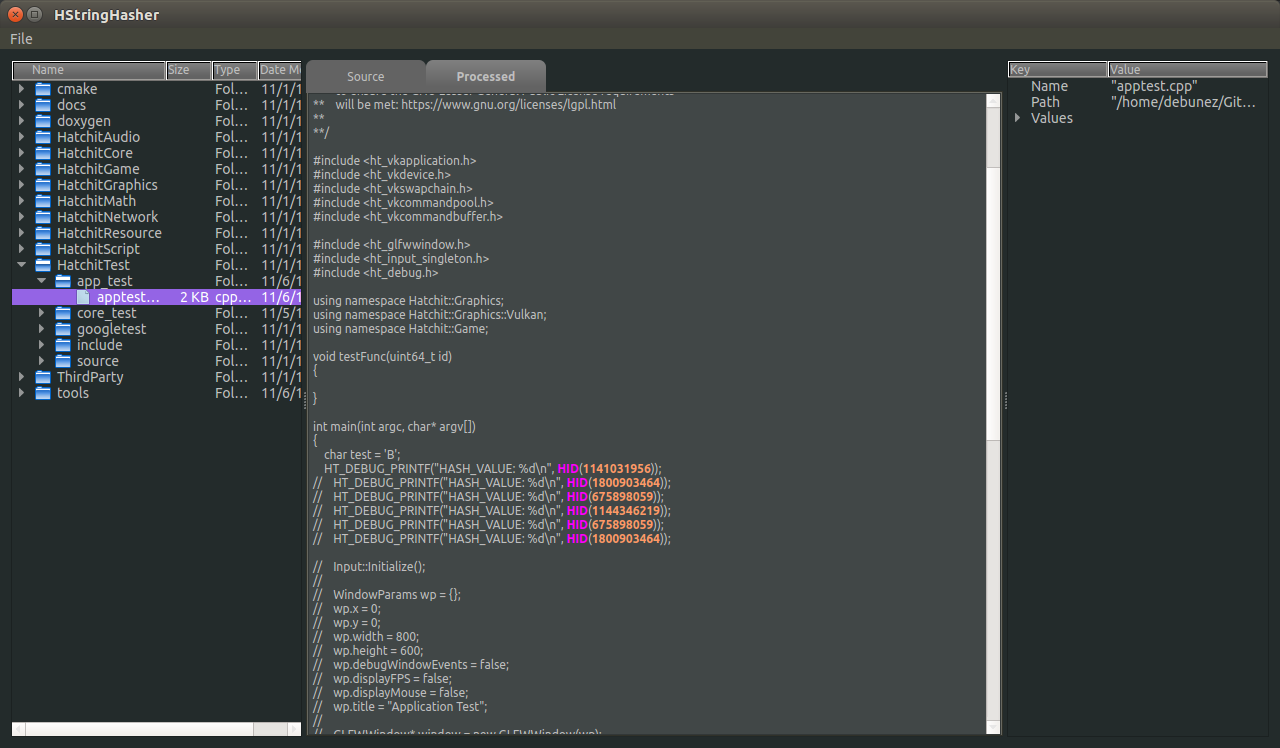 HStringHasher
File
Name Size Type Date M
cmake Fol... 11/1/1
docs Fol... 11/1/1
doxygen Fol... 11/1/1
HatchitAudio Fol... 11/1/1
HatchitCore Fol... 11/1/1
HatchitGame Fol... 11/1/1
HatchitGraphics Fol... 11/1/1
HatchitMath Fol... 11/1/1
HatchitNetwork Fol... 11/1/1
HatchitResource Fol... 11/1/1
HatchitScript Fol... 11/1/1
HatchitTest Fol... 11/1/1
app_test Fol... 11/6/1
apptest... 2 KB cpp... 11/6/1
core_test Fol... 11/5/1
googletest Fol... 11/1/1
include Fol... 11/1/1
source Fol... 11/1/1
ThirdParty Fol... 11/1/1
tools Fol... 11/6/1
Source Processed
** will be met: https://www.gnu.org/licenses/lgpl.html
**
**/
#include <ht_vkapplication.h>
#include <ht_vkdevice.h>
#include <ht_vkswapchain.h>
#include <ht_vkcommandpool.h>
#include <ht_vkcommandbuffer.h>
#include <ht_glfwwindow.h>
#include <ht_input_singleton.h>
#include <ht_debug.h>
using namespace Hatchit::Graphics;
using namespace Hatchit::Graphics::Vulkan;
using namespace Hatchit::Game;
void testFunc(uint64_t id)
{
}
int main(int argc, char* argv[])
{
char test = 'B';
HT_DEBUG_PRINTF("HASH_VALUE: %d\n", HID(1141031956));
// HT_DEBUG_PRINTF("HASH_VALUE: %d\n", HID(1800903464));
// HT_DEBUG_PRINTF("HASH_VALUE: %d\n", HID(675898059));
// HT_DEBUG_PRINTF("HASH_VALUE: %d\n", HID(1144346219));
// HT_DEBUG_PRINTF("HASH_VALUE: %d\n", HID(675898059));
// HT_DEBUG_PRINTF("HASH_VALUE: %d\n", HID(1800903464));
// Input::Initialize();
//
// WindowParams wp = {};
// wp.x = 0;
// wp.y = 0;
// wp.width = 800;
// wp.height = 600;
// wp.debugWindowEvents = false;
// wp.displayFPS = false;
// wp.displayMouse = false;
// wp.title = "Application Test";
//
// GLFWWindow* window = new GLFWWindow(wp);
Key Value
Name "apptest.cpp"
Path "/home/debunez/Git...
Values